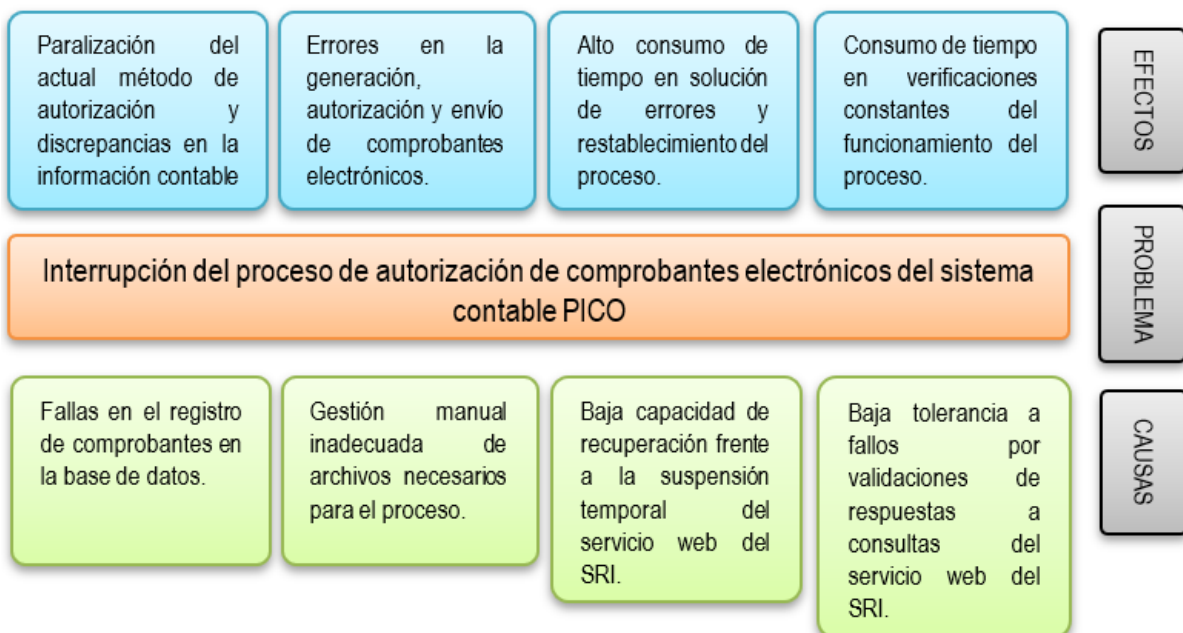 Paralización del
actual método de
autorización y
discrepancias en la
información contable
Errores en la
generación,
autorización y envío
de comprobantes
electrónicos.
Alto consumo de
tiempo en solución
de errores y
restablecimiento del
proceso.
Consumo de tiempo
en verificaciones
constantes del
funcionamiento del
proceso.
EFECTOS
Interrupción del proceso de autorización de comprobantes electrónicos del sistema
contable PICO
PROBLEMA
Fallas en el registro
de comprobantes en
la base de datos.
Gestión manual
inadecuada de
archivos necesarios
para el proceso.
Baja capacidad de
recuperación frente
a la suspensión
temporal del
servicio web del
SRI.
Baja tolerancia a
fallos por
validaciones de
respuestas a
consultas del
servicio web del
SRI.
CAUSAS